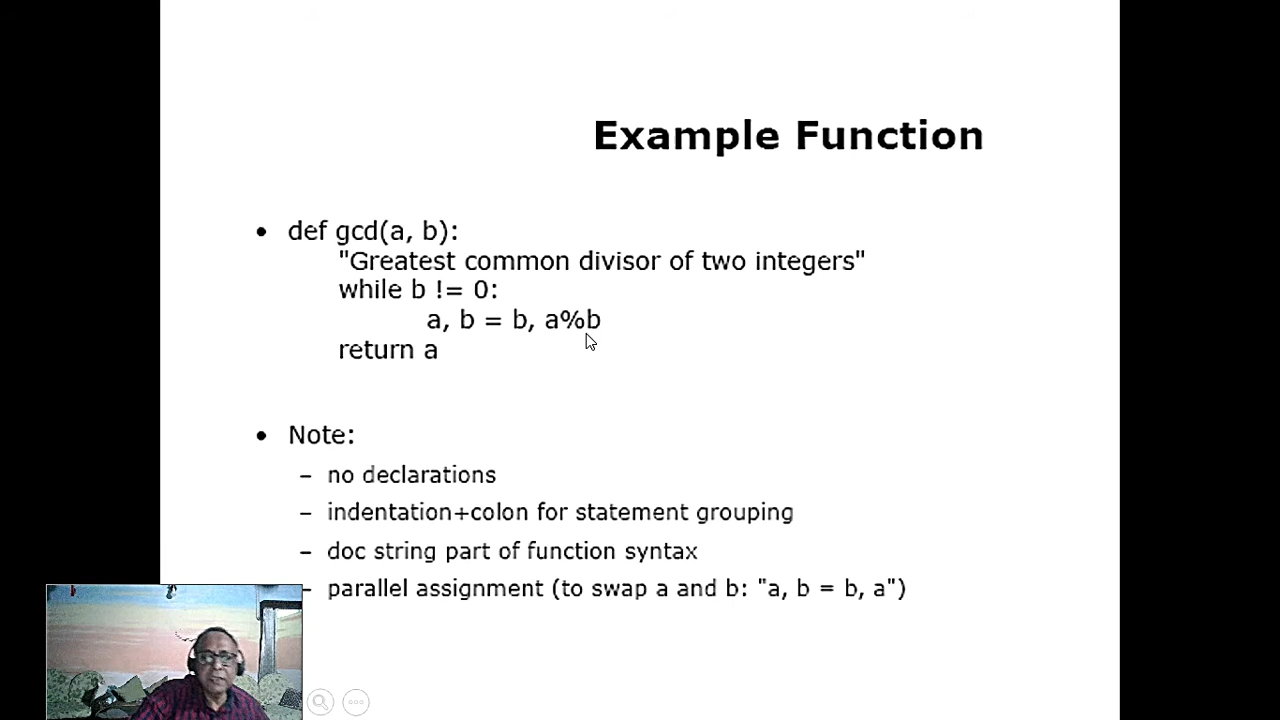 Example Function
• def gcd(a, b):
"Greatest common divisor of two integers"
while b != 0:
a, b = b, a%b
return a
• Note:
– no declarations
– indentation+colon for statement grouping
– doc string part of function syntax
– parallel assignment (to swap a and b: "a, b = b, a")